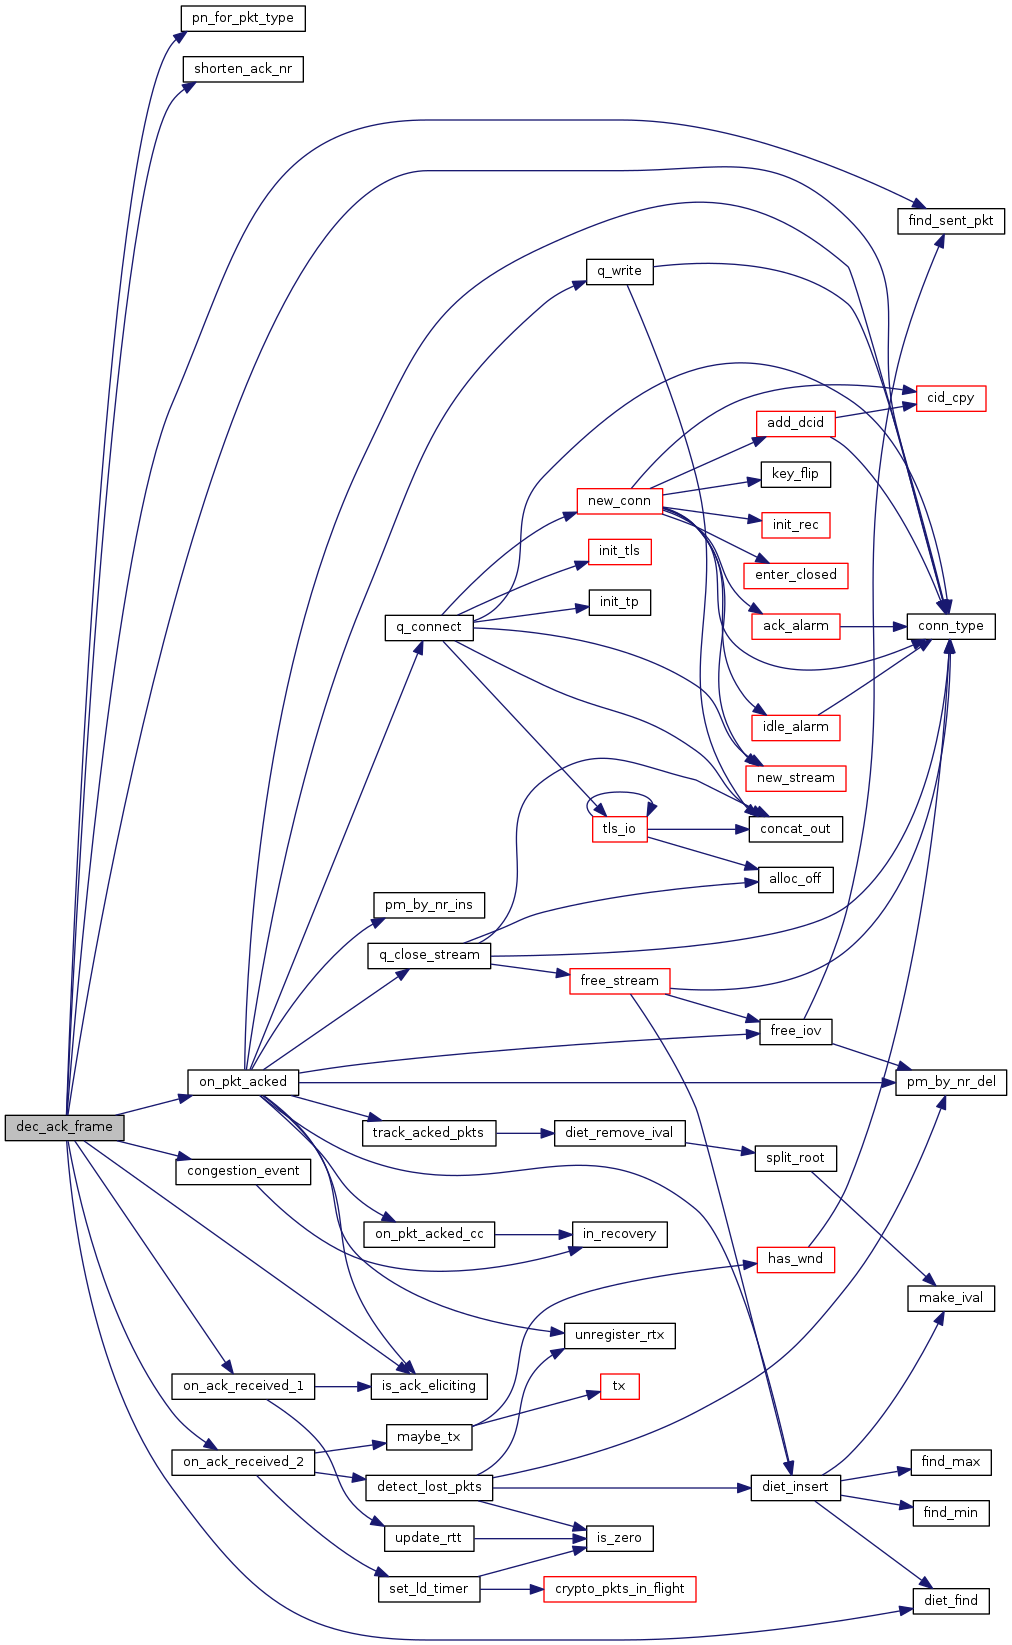 pn_for_pkt_type
shorten_ack_nr
find_sent_pkt
q_write
cid_cpy
add_dcid
key_flip
new_conn
init_rec
init_tls
enter_closed
init_tp
q_connect
ack_alarm
conn_type
idle_alarm
new_stream
tls_io
concat_out
alloc_off
pm_by_nr_ins
q_close_stream
free_stream
free_iov
on_pkt_acked
pm_by_nr_del
dec_ack_frame
track_acked_pkts
diet_remove_ival
split_root
congestion_event
on_pkt_acked_cc
in_recovery
has_wnd
make_ival
unregister_rtx
on_ack_received_1
is_ack_eliciting
tx
maybe_tx
on_ack_received_2
find_max
detect_lost_pkts
diet_insert
find_min
update_rtt
is_zero
set_ld_timer
crypto_pkts_in_flight
diet_find